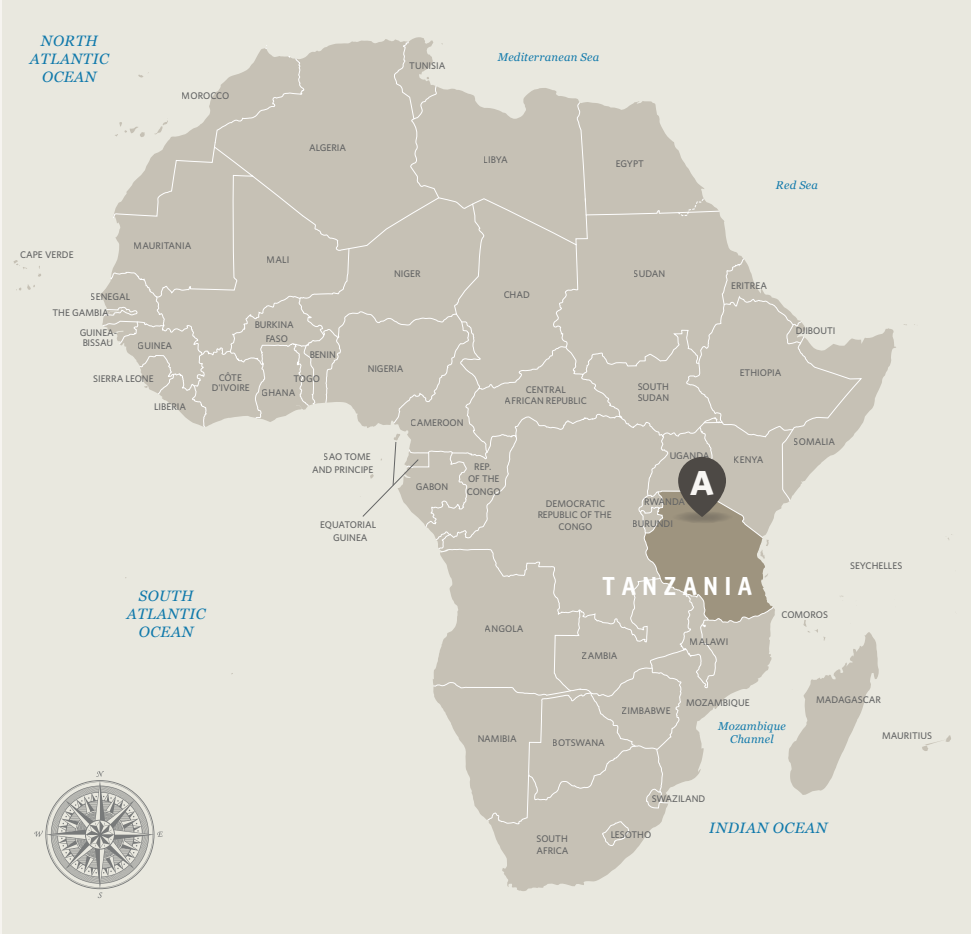 NORTH
ATLANTIC
OCEAN
Mediterranean Sea
TUNISIA
MOROCCO
ALGERIA
LIBYA
EGYPT
Red Sea
MAURITANIA
CAPE VERDE
MALI
NIGER
CHAD
SUDAN
ERITREA
SENEGAL
THE GAMBIA
GUINEA-
BISSAU
GUINEA
BURKINA
FASO
BENIN
DJIBOUTI
NIGERIA
ETHIOPIA
SIERRA LEONE
CÔTE
D'IVOIRE
TOGO
GHANA
LIBERIA
CENTRAL
AFRICAN REPUBLIC
SOUTH
SUDAN
CAMEROON
SOMALIA
SAO TOME
AND PRINCIPE
UGANDA
KENYA
REP.
OF THE
CONGO
GABON
A
RWANDA
DEMOCRATIC
REPUBLIC OF THE
CONGO
BURUNDI
EQUATORIAL
GUINEA
SEYCHELLES
TANZANIA
SOUTH
ATLANTIC
OCEAN
COMOROS
ANGOLA
MALAWI
ZAMBIA
MADAGASCAR
MOZAMBIQUE
ZIMBABWE
Mozambique
Channel
MAURITIUS
NAMIBIA
BOTSWANA
N
W
E
S
SWAZILAND
INDIAN OCEAN
LESOTHO
SOUTH
AFRICA